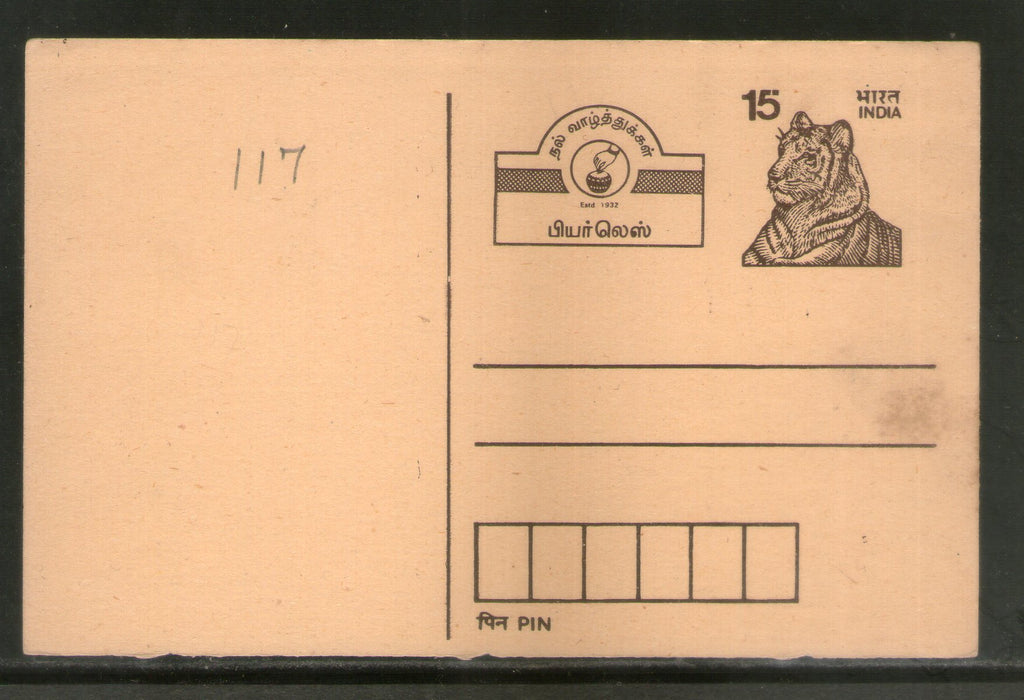 117
நல் வாழ்த்துக்கள்
Estd 1932
பியர்லெஸ்
15
भारत
INDIA
पिन PIN